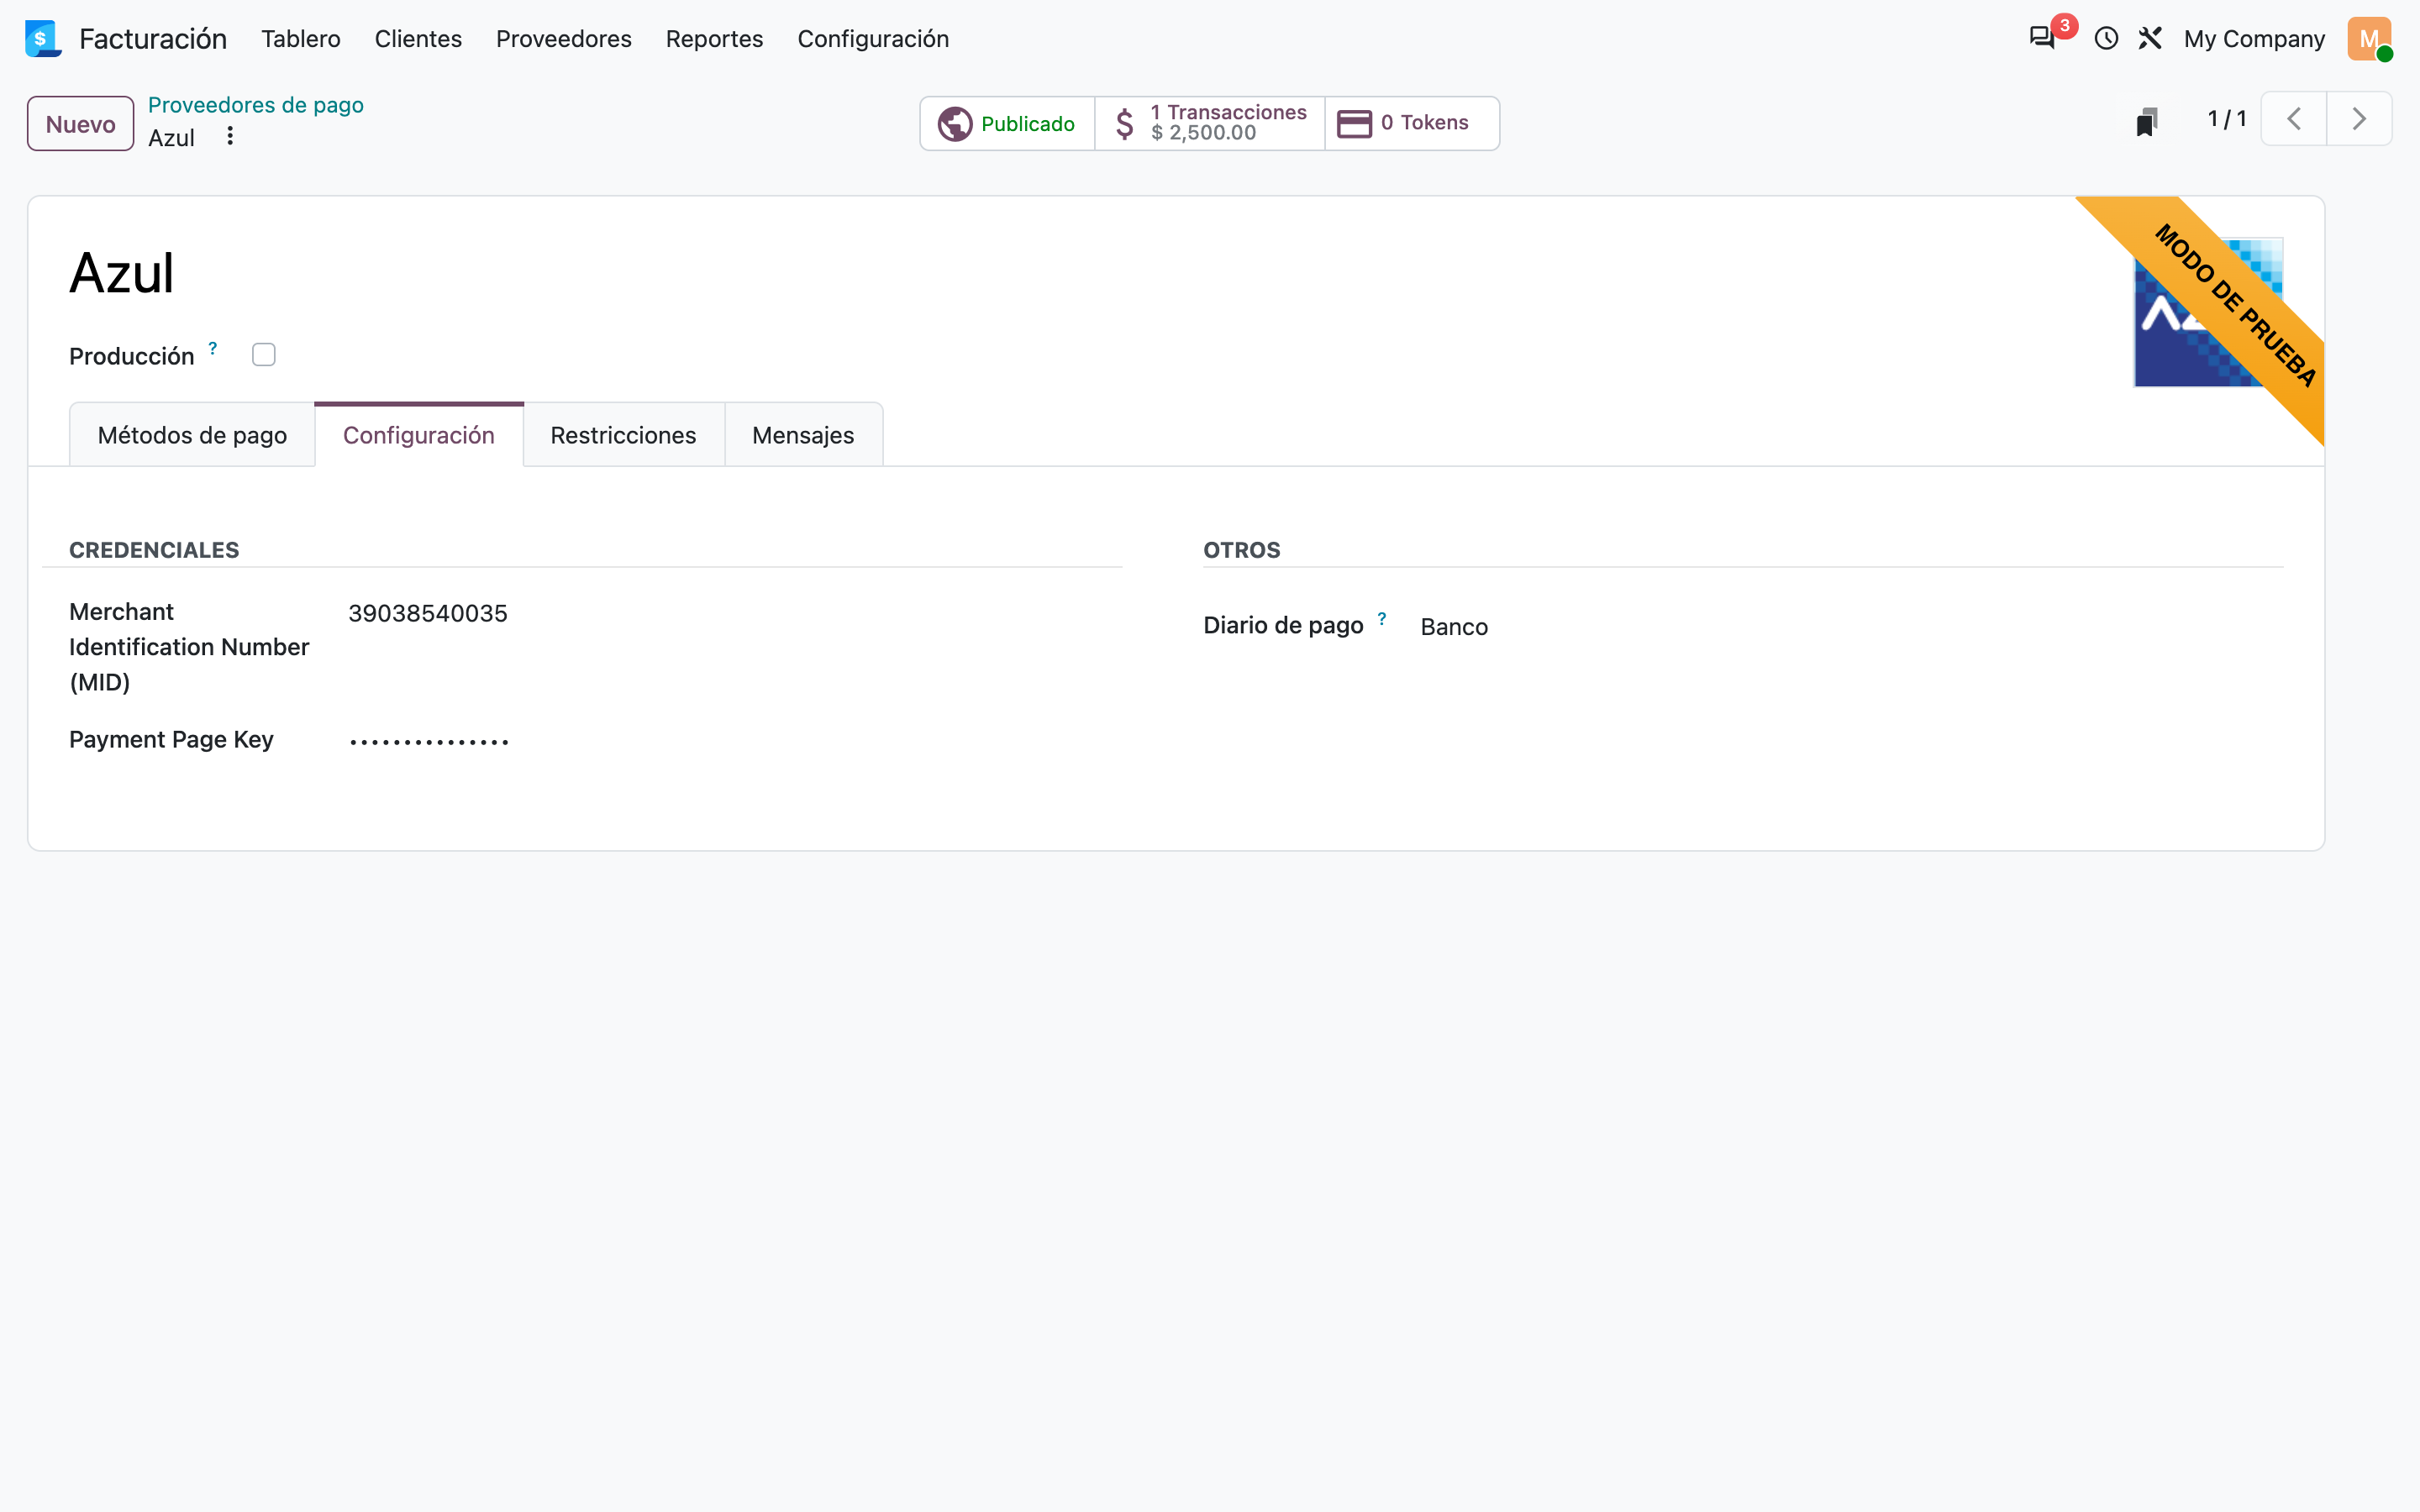 Facturación Tablero Clientes Proveedores Reportes Configuración 3 My Company M
Nuevo
Proveedores de pago
Azul
Publicado
1 Transacciones
$ 2,500.00
0 Tokens
1 / 1
Azul
MODO DE PRUEBA
Producción ?
Métodos de pago Configuración Restricciones Mensajes
CREDENCIALES
Merchant
Identification Number
(MID)
39038540035
Payment Page Key ···············
OTROS
Diario de pago ? Banco